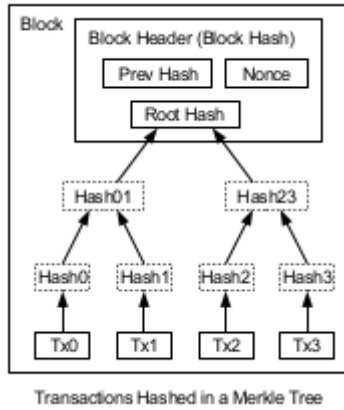 Block
Block Header (Block Hash)
Prev Hash Nonce
Root Hash
Hash01 Hash23
Hash0 Hash1 Hash2 Hash3
Tx0 Tx1 Tx2 Tx3
Transactions Hashed in a Merkle Tree